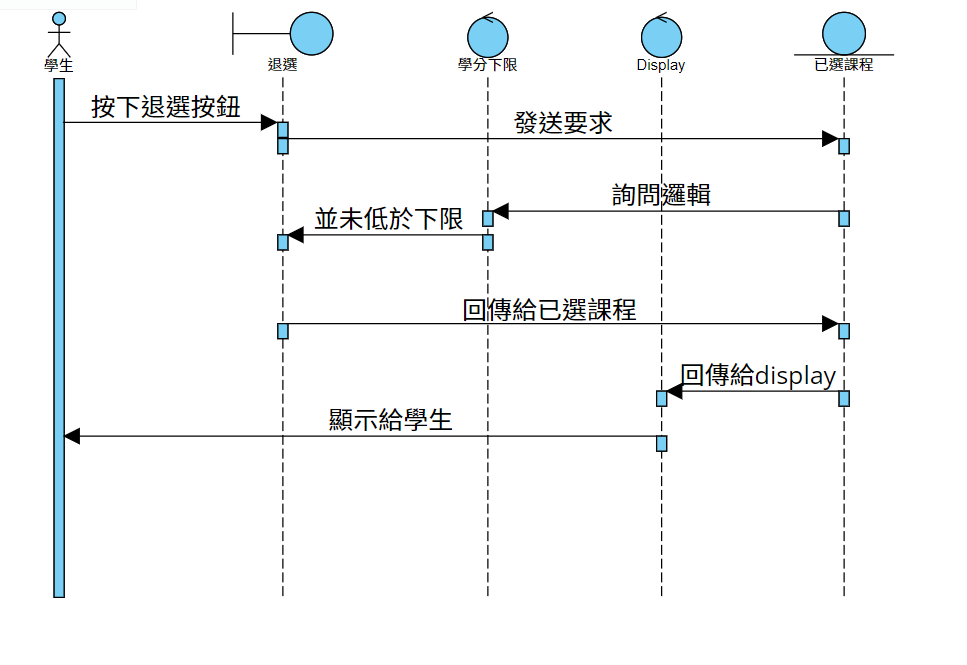 學生
退選
學分下限
Display
已選課程
按下退選按鈕
發送要求
詢問邏輯
並未低於下限
回傳給已選課程
回傳給display
顯示給學生